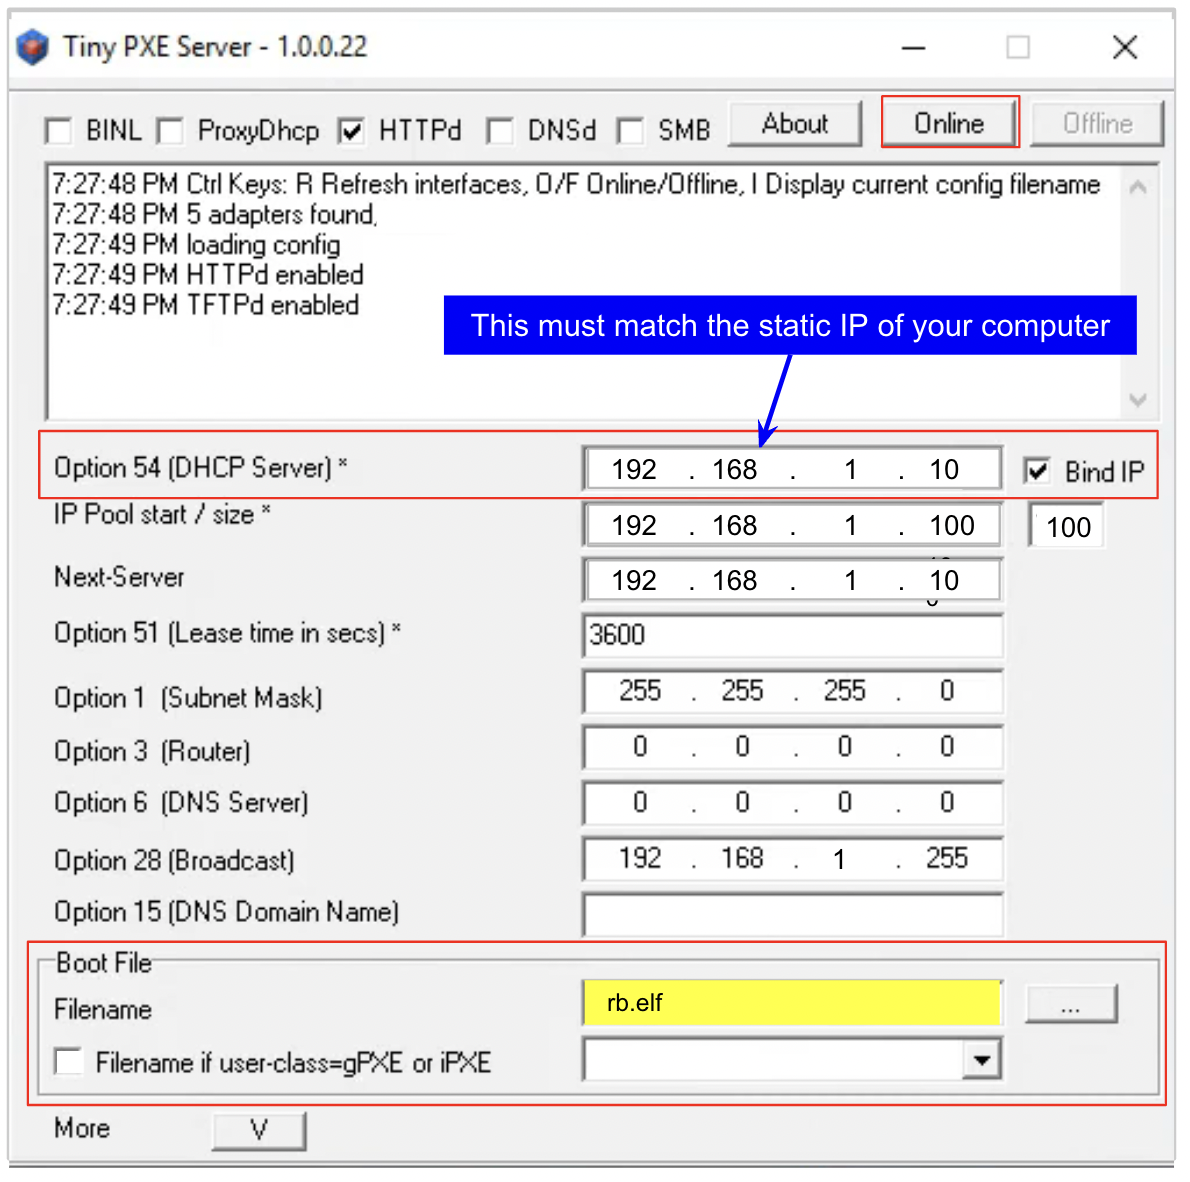 Tiny PXE Server - 1.0.0.22
BINL ProxyDhcp HTTPd DNSd SMB About Online Offline
7:27:48 PM Ctrl Keys: R Refresh interfaces, O/F Online/Offline, I Display current config filename
7:27:48 PM 5 adapters found,
7:27:49 PM loading config
7:27:49 PM HTTPd enabled
7:27:49 PM TFTPd enabled
This must match the static IP of your computer
Option 54 (DHCP Server) * 192 . 168 . 1 . 10 Bind IP
IP Pool start / size * 192 . 168 . 1 . 100 100
Next-Server 192 . 168 . 1 . 10
Option 51 (Lease time in secs) * 3600
Option 1 (Subnet Mask) 255 . 255 . 255 . 0
Option 3 (Router) 0 . 0 . 0 . 0
Option 6 (DNS Server) 0 . 0 . 0 . 0
Option 28 (Broadcast) 192 . 168 . 1 . 255
Option 15 (DNS Domain Name)
Boot File
Filename rb.elf ...
Filename if user-class=gPXE or iPXE
More V